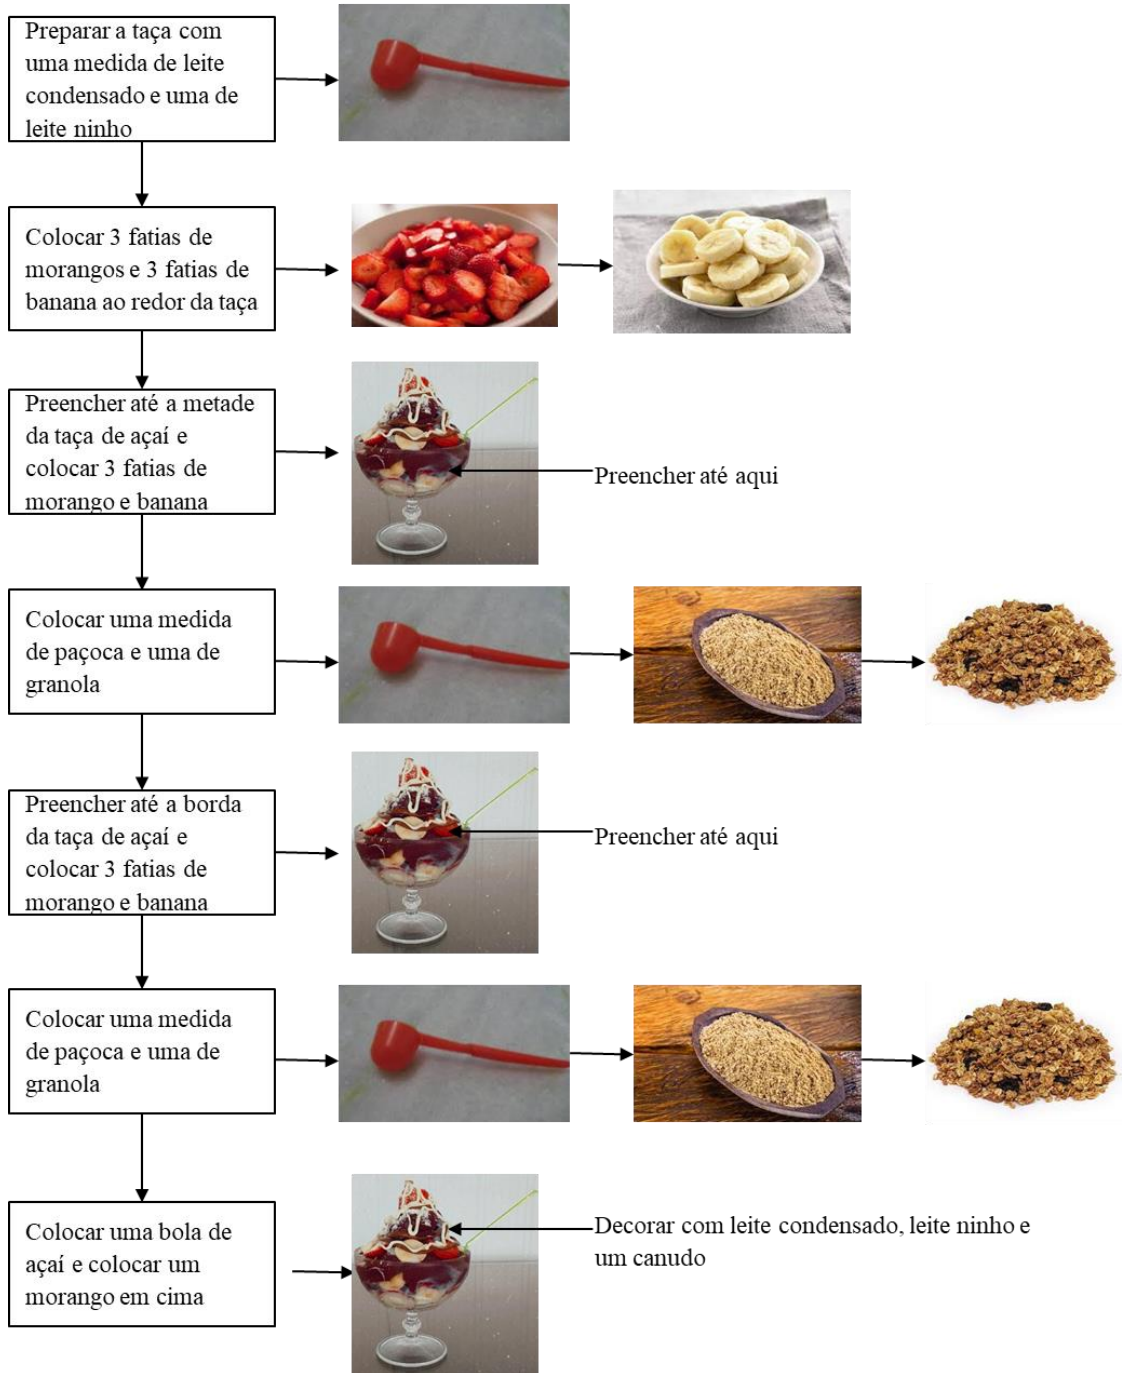 Preparar a taça com
uma medida de leite
condensado e uma de
leite ninho
Colocar 3 fatias de
morangos e 3 fatias de
banana ao redor da taça
Preencher até a metade
da taça de açaí e
colocar 3 fatias de
morango e banana
Preencher até aqui
Colocar uma medida
de paçoca e uma de
granola
Preencher até a borda
da taça de açaí e
colocar 3 fatias de
morango e banana
Preencher até aqui
Colocar uma medida
de paçoca e uma de
granola
Colocar uma bola de
açaí e colocar um
morango em cima
Decorar com leite condensado, leite ninho e
um canudo